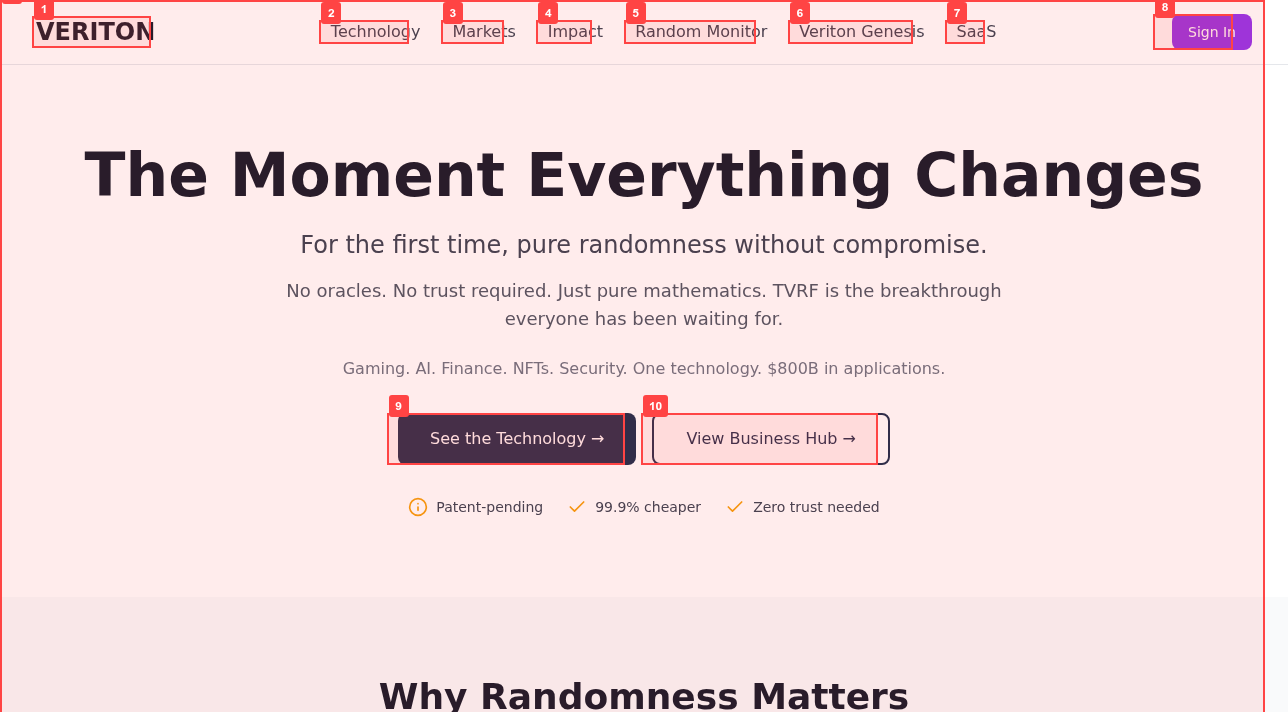 1 2 3 4 5 6 7 8
VERITON Technology Markets Impact Random Monitor Veriton Genesis SaaS Sign In
The Moment Everything Changes
For the first time, pure randomness without compromise.
No oracles. No trust required. Just pure mathematics. TVRF is the breakthrough
everyone has been waiting for.
Gaming. AI. Finance. NFTs. Security. One technology. $800B in applications.
9 10
See the Technology → View Business Hub →
Patent-pending 99.9% cheaper Zero trust needed
Why Randomness Matters